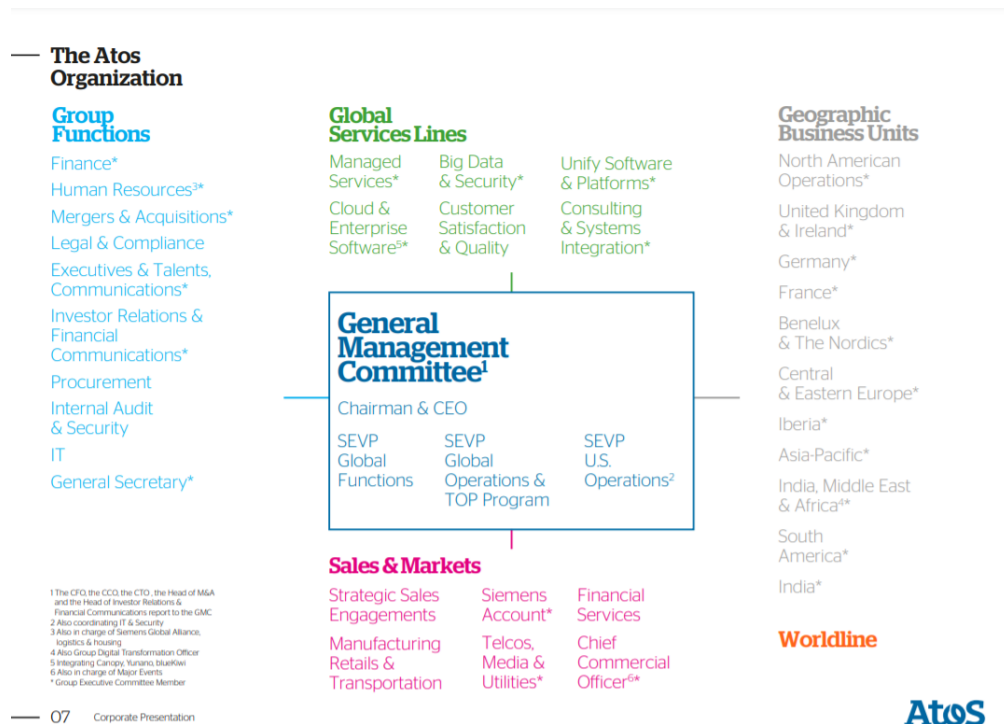 The Atos
Organization
Group
Functions
Finance*
Human Resources³*
Mergers & Acquisitions*
Legal & Compliance
Executives & Talents,
Communications*
Investor Relations &
Financial
Communications*
Procurement
Internal Audit
& Security
IT
General Secretary*
Global
Services Lines
Managed
Services*
Big Data
& Security*
Unify Software
& Platforms*
Cloud &
Enterprise
Software⁵*
Customer
Satisfaction
& Quality
Consulting
& Systems
Integration*
General
Management
Committee¹
Chairman & CEO
SEVP
Global
Functions
SEVP
Global
Operations &
TOP Program
SEVP
U.S.
Operations²
Sales & Markets
Strategic Sales
Engagements
Siemens
Account*
Financial
Services
Manufacturing
Retails &
Transportation
Telcos,
Media &
Utilities*
Chief
Commercial
Officer⁶*
Geographic
Business Units
North American
Operations*
United Kingdom
& Ireland*
Germany*
France*
Benelux
& The Nordics*
Central
& Eastern Europe*
Iberia*
Asia-Pacific*
India, Middle East
& Africa⁴*
South
America*
India*
Worldline
1 The CFO, the CCO, the CTO , the Head of M&A
and the Head of Investor Relations &
Financial Communications report to the GMC
2 Also coordinating IT & Security
3 Also in charge of Siemens Global Alliance,
logistics & housing
4 Also Group Digital Transformation Officer
5 Integrating Canopy, Yunano, blueKiwi
6 Also in charge of Major Events
* Group Executive Committee Member
07 Corporate Presentation
Atos